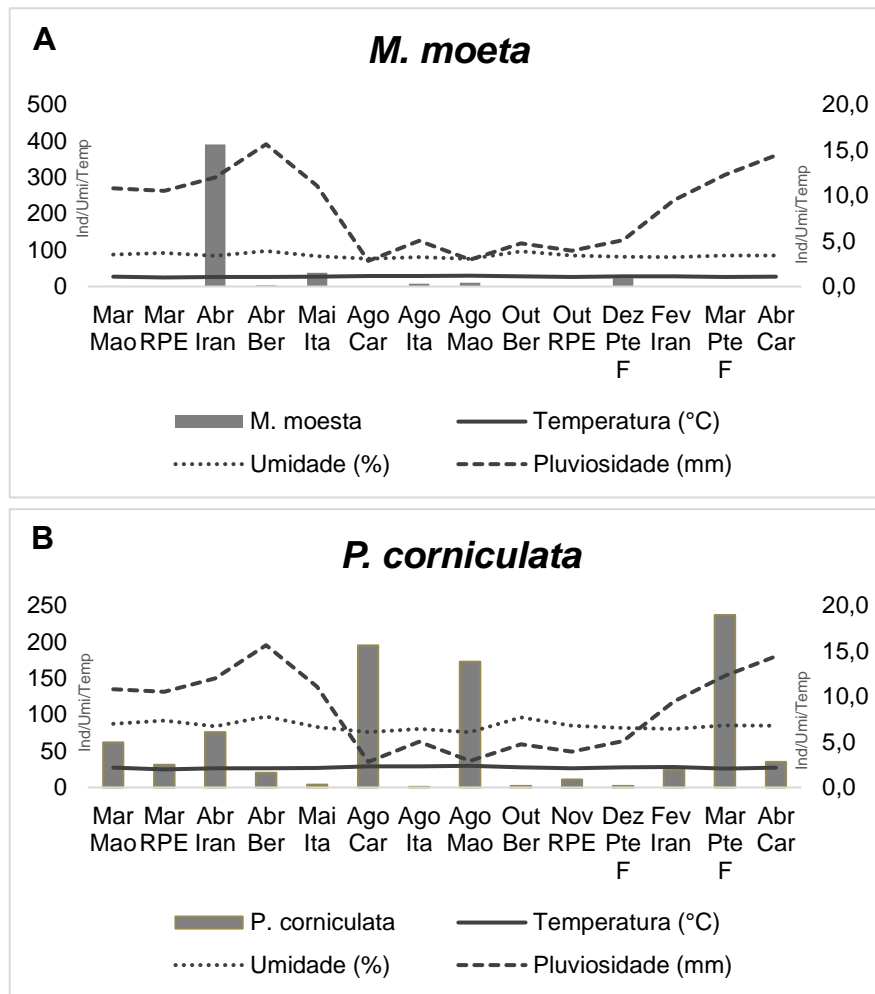 A
M. moeta
500
400
300
200
100
0
Ind/Umi/Temp
20,0
15,0
10,0
5,0
0,0
Ind/Umi/Temp
Mar Mar Abr Abr Mai Ago Ago Ago Out Out Dez Fev Mar Abr
Mao RPE Iran Ber Ita Car Ita Mao Ber RPE Pte Iran Pte Car
F F
M. moesta
Temperatura (°C)
Umidade (%)
Pluviosidade (mm)
B
P. corniculata
250
200
150
100
50
0
Ind/Umi/Temp
20,0
15,0
10,0
5,0
0,0
Ind/Umi/Temp
Mar Mar Abr Abr Mai Ago Ago Ago Out Nov Dez Fev Mar Abr
Mao RPE Iran Ber Ita Car Ita Mao Ber RPE Pte Iran Pte Car
F F
P. corniculata
Temperatura (°C)
Umidade (%)
Pluviosidade (mm)